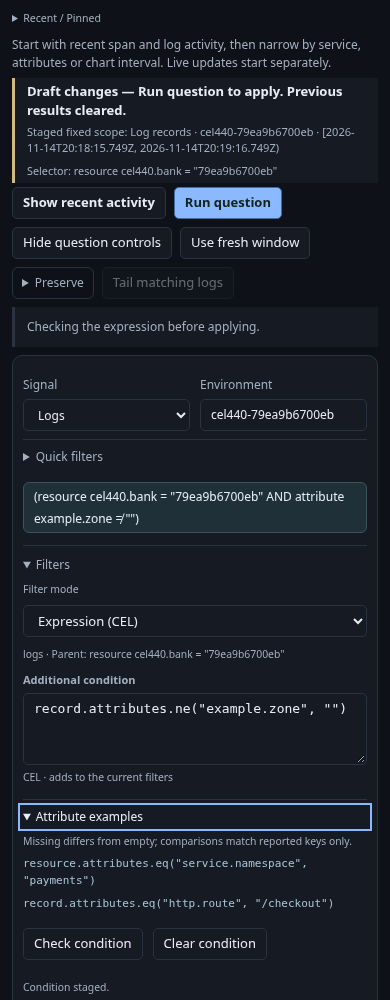 Recent / Pinned
Start with recent span and log activity, then narrow by service,
attributes or chart interval. Live updates start separately.
Draft changes — Run question to apply. Previous
results cleared.
Staged fixed scope: Log records · cel440-79ea9b6700eb · [2026-
11-14T20:18:15.749Z, 2026-11-14T20:19:16.749Z)
Selector: resource cel440.bank = "79ea9b6700eb"
Show recent activity
Run question
Hide question controls
Use fresh window
Preserve
Tail matching logs
Checking the expression before applying.
Signal
Environment
Logs
cel440-79ea9b6700eb
Quick filters
(resource cel440.bank = "79ea9b6700eb" AND attribute
example.zone ≠ "")
Filters
Filter mode
Expression (CEL)
logs · Parent: resource cel440.bank = "79ea9b6700eb"
Additional condition
record.attributes.ne("example.zone", "")
CEL · adds to the current filters
Attribute examples
Missing differs from empty; comparisons match reported keys only.
resource.attributes.eq("service.namespace",
"payments")
record.attributes.eq("http.route", "/checkout")
Check condition
Clear condition
Condition staged.